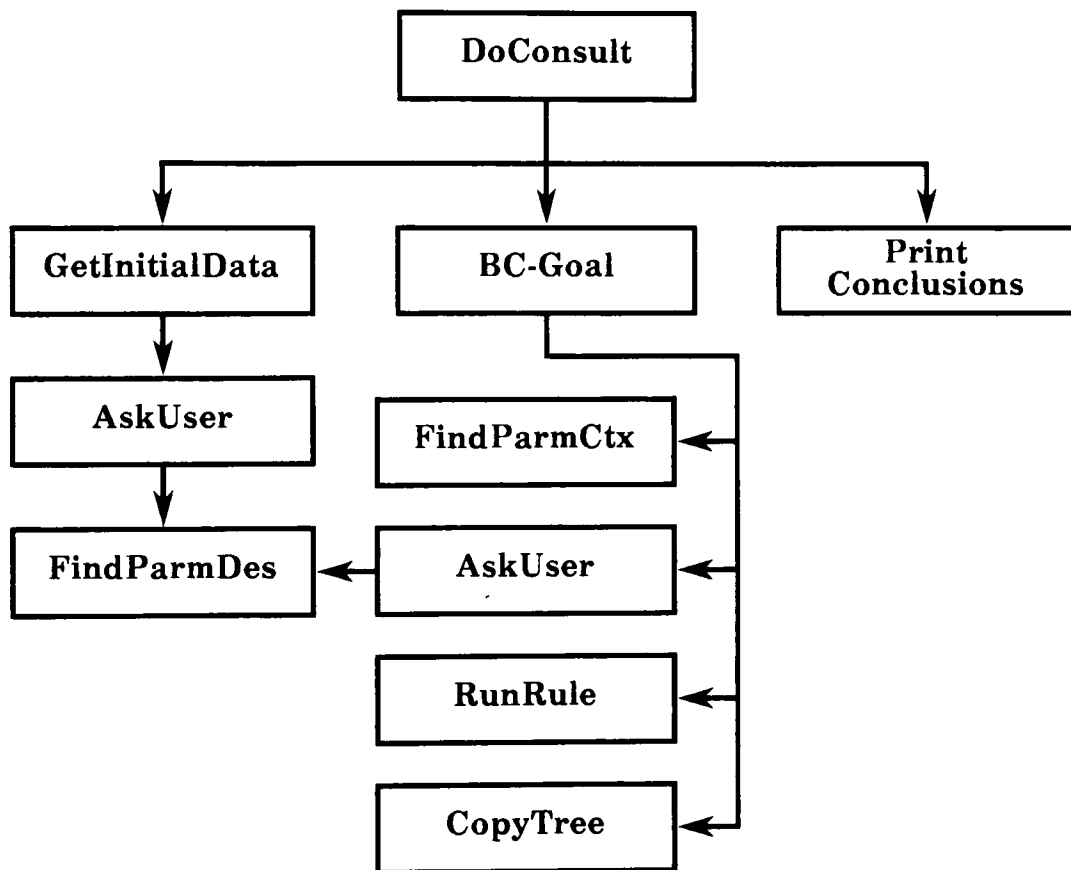 DoConsult
GetInitialData
BC-Goal
Print
Conclusions
AskUser
FindParmCtx
FindParmDes
AskUser
RunRule
CopyTree